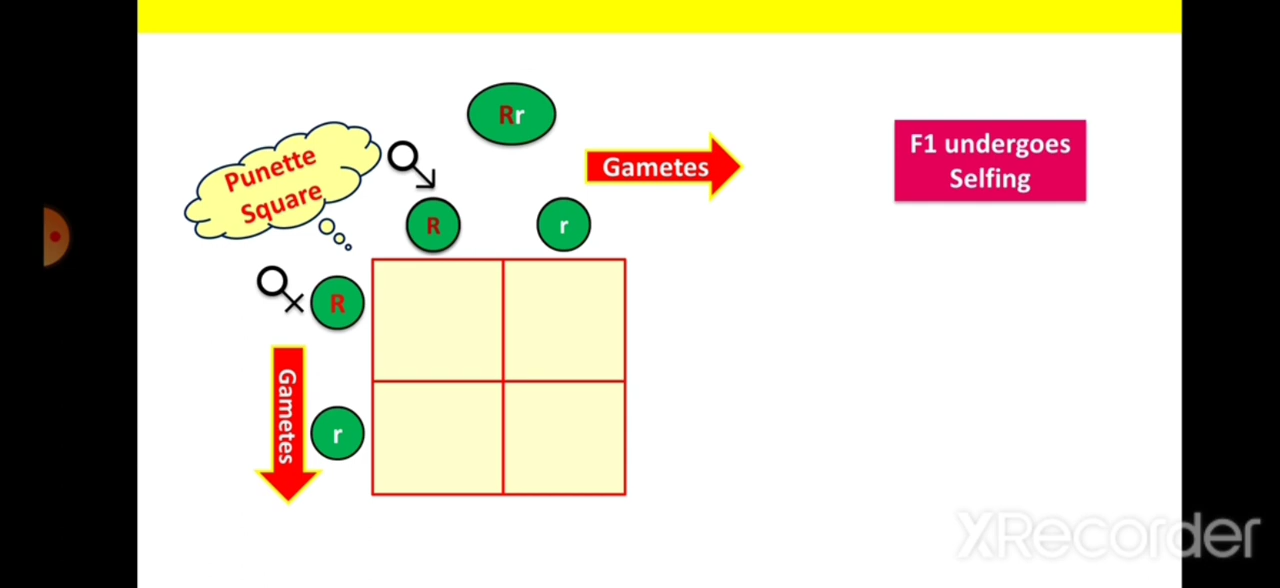 Rr
Punette
Square
Gametes
F1 undergoes
Selfing
R
r
R
Gametes
r
XRecorder